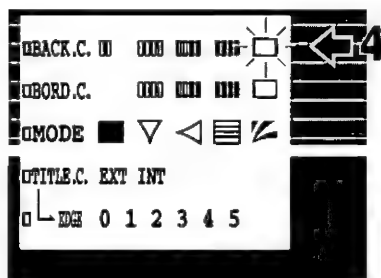 BACK.C.
4
BORD.C.
MODE
TITLE.C. EXT INT
EDGE 0 1 2 3 4 5